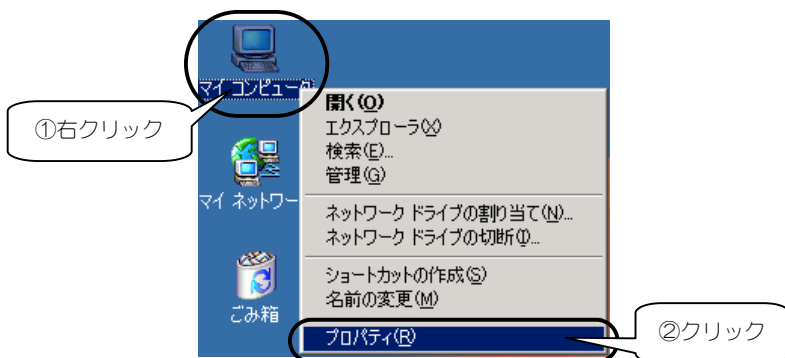 マイ コンピュータ
①右クリック
開く(O)
エクスプローラ(X)
検索(E)...
管理(G)
マイ ネットワー
ネットワーク ドライブの割り当て(N)...
ネットワーク ドライブの切断(I)...
ショートカットの作成(S)
名前の変更(M)
ごみ箱
プロパティ(R)
②クリック